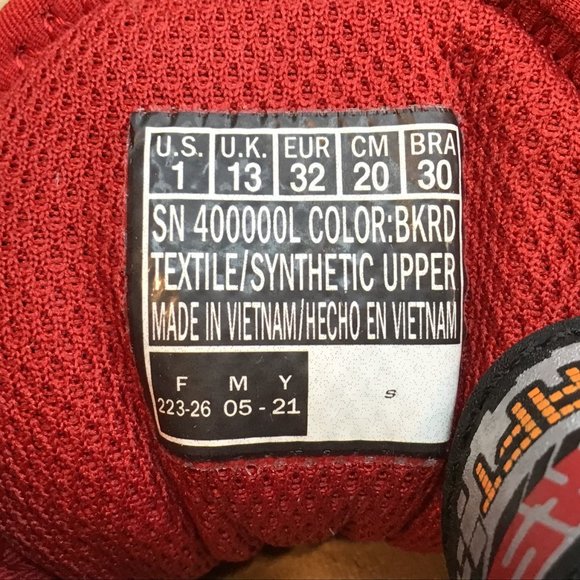 U.S. U.K. EUR CM BRA
1 13 32 20 30
SN 400000L COLOR:BKRD
TEXTILE/SYNTHETIC UPPER
MADE IN VIETNAM/HECHO EN VIETNAM
F M Y
223-26 05 - 21
S